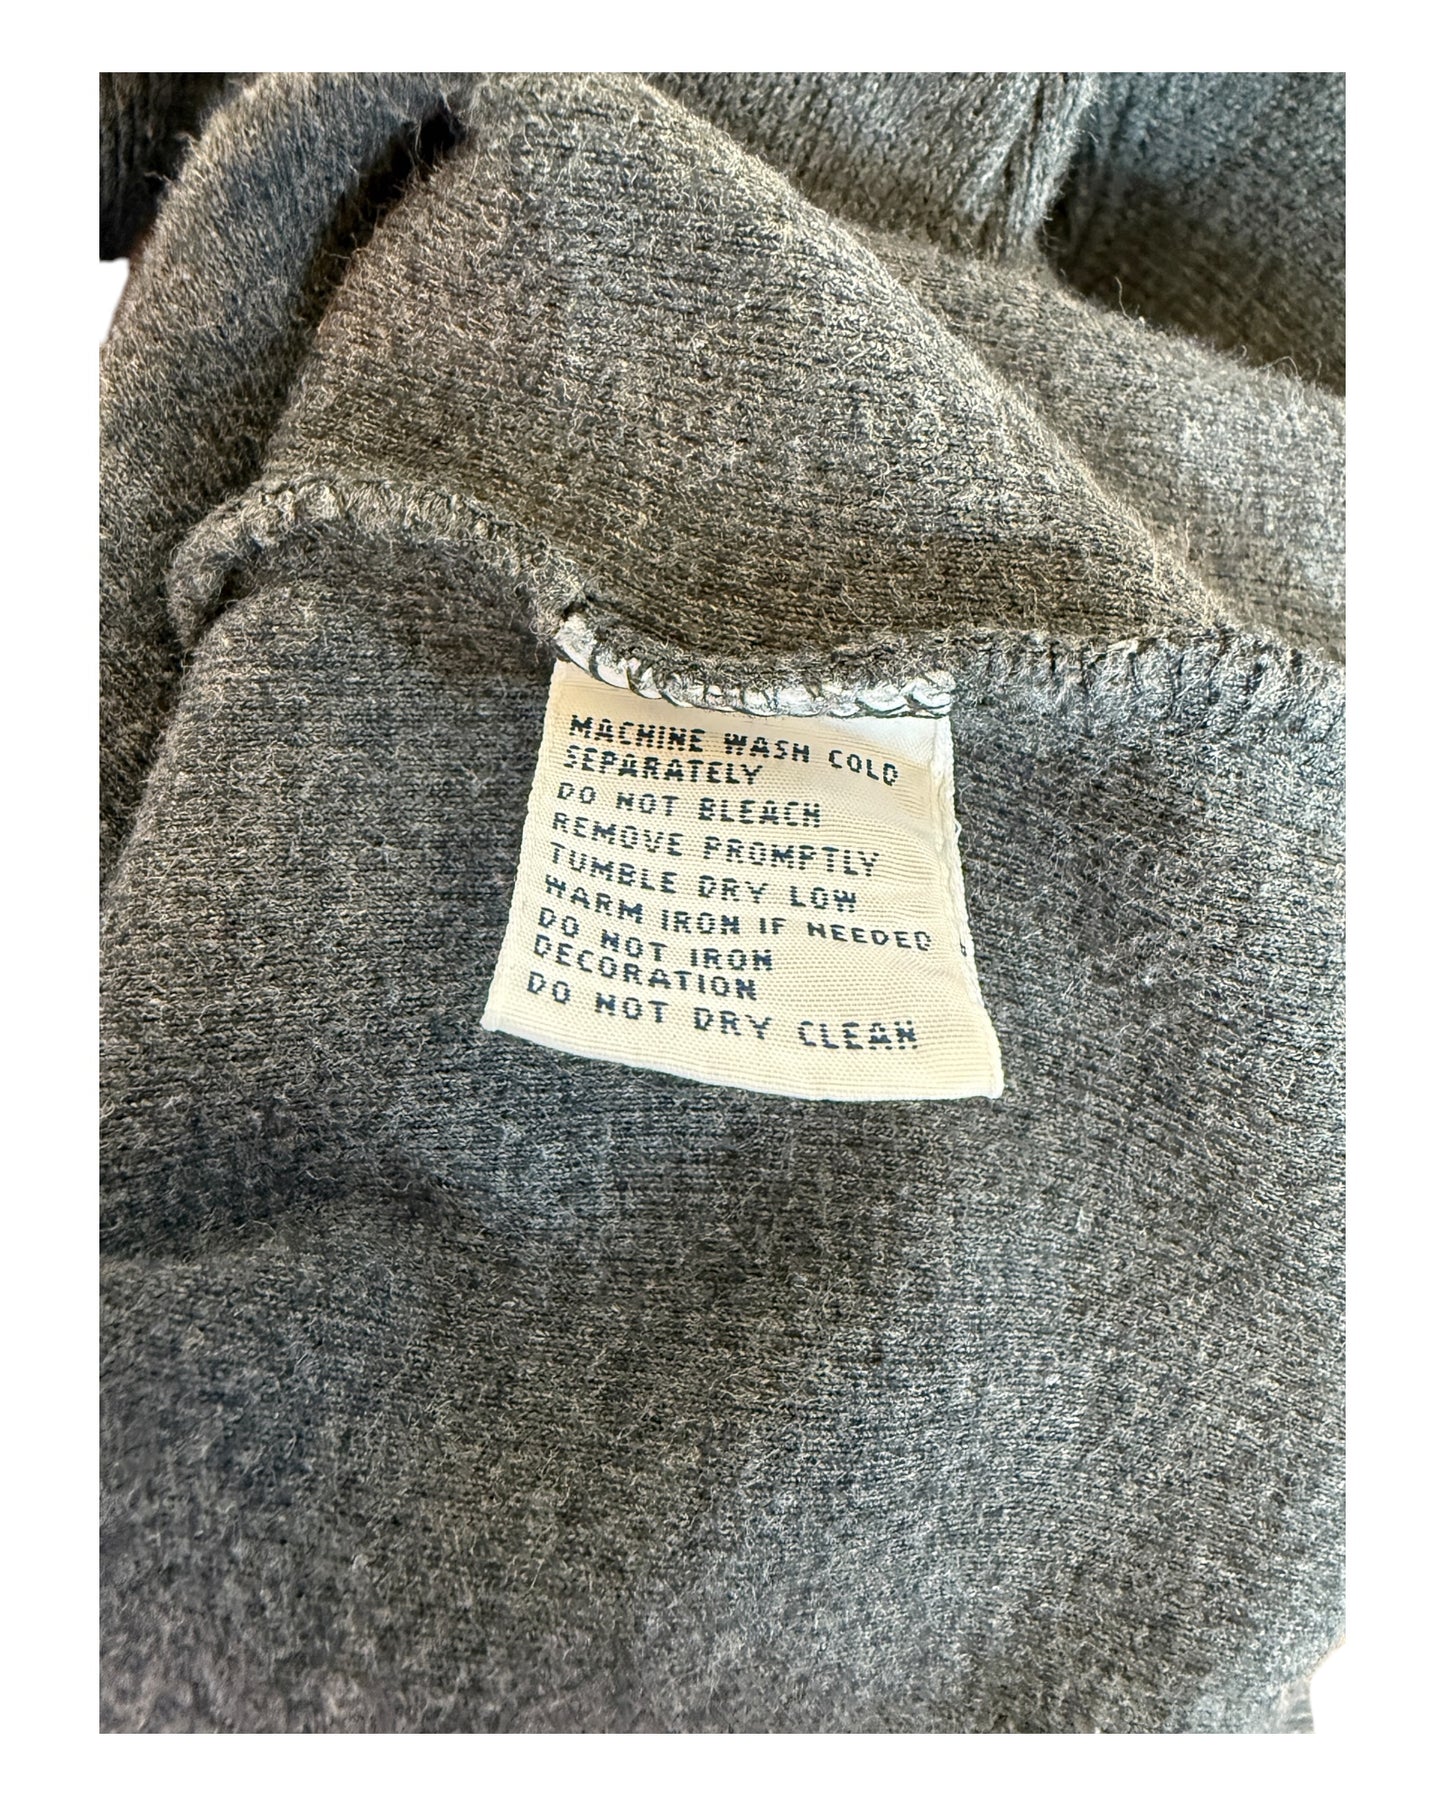 MACHINE WASH COLD
SEPARATELY
DO NOT BLEACH
REMOVE PROMPTLY
TUMBLE DRY LOW
WARM IRON IF NEEDED
DO NOT IRON
DECORATION
DO NOT DRY CLEAN